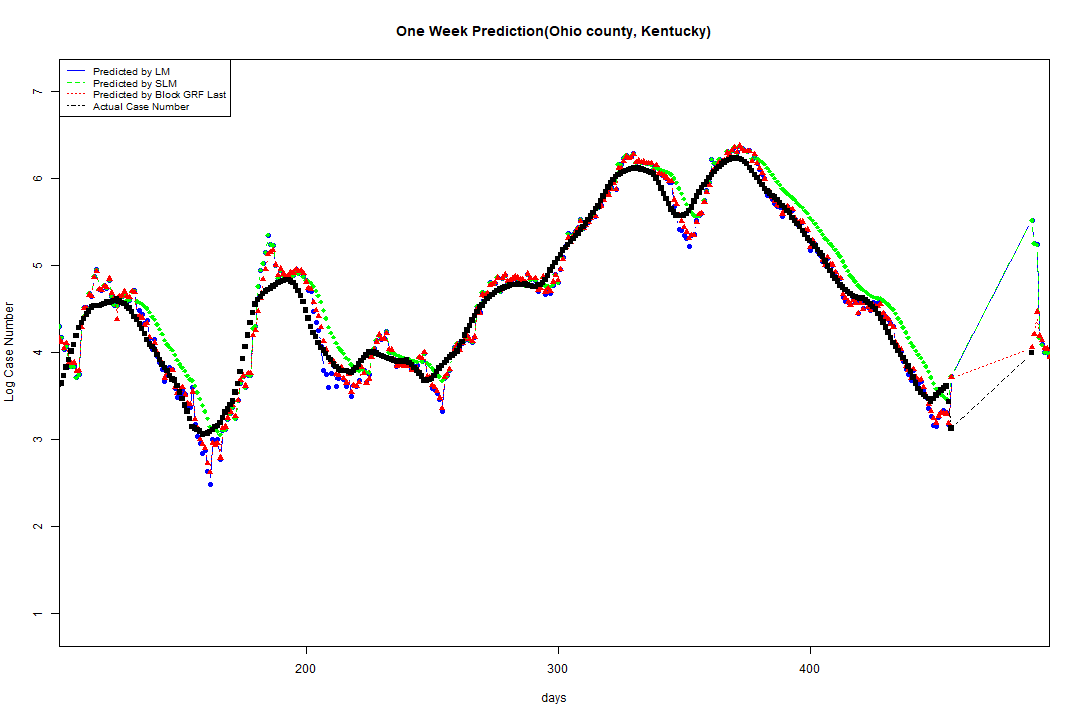 One Week Prediction(Ohio county, Kentucky)
Predicted by LM
Predicted by SLM
Predicted by Block GRF Last
Actual Case Number
7
6
5
4
3
2
1
Log Case Number
200 300 400
days